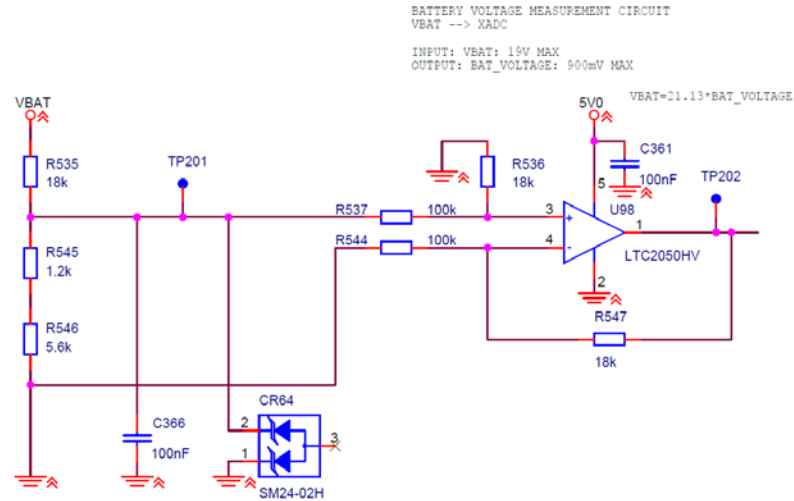 BATTERY VOLTAGE MEASUREMENT CIRCUIT
VBAT --> XADC
INPUT: VBAT: 19V MAX
OUTPUT: BAT_VOLTAGE: 900mV MAX
VBAT=21.13*BAT_VOLTAGE
VBAT
5V0
R535
18k
TP201
R536
18k
C361
100nF
TP202
R537
100k
3
+
5
U98
1
R544
100k
4
-
LTC2050HV
2
R545
1.2k
R546
5.6k
R547
18k
C366
100nF
CR64
2
1
3
SM24-02H